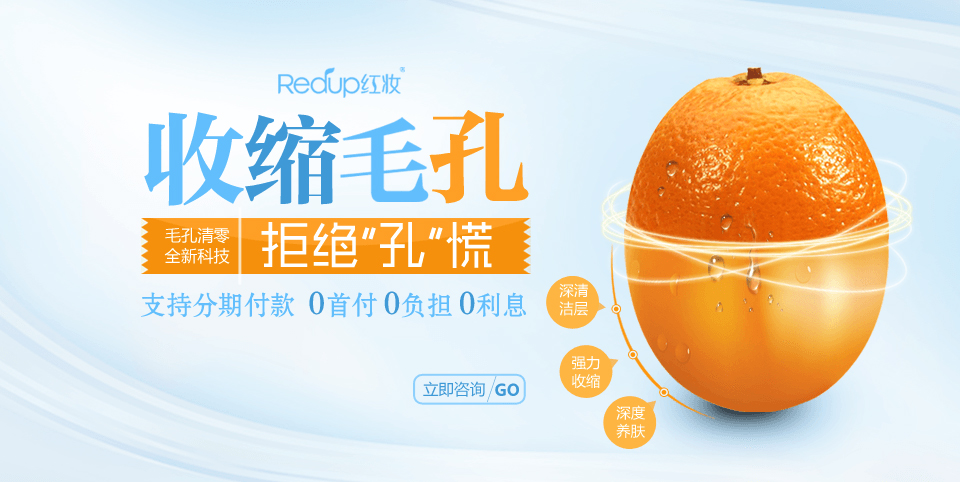 Redup红妆
收缩毛孔
毛孔清零
全新科技
拒绝"孔"慌
支持分期付款 0首付 0负担 0利息
深清
洁层
强力
收缩
深度
养肤
立即咨询/GO